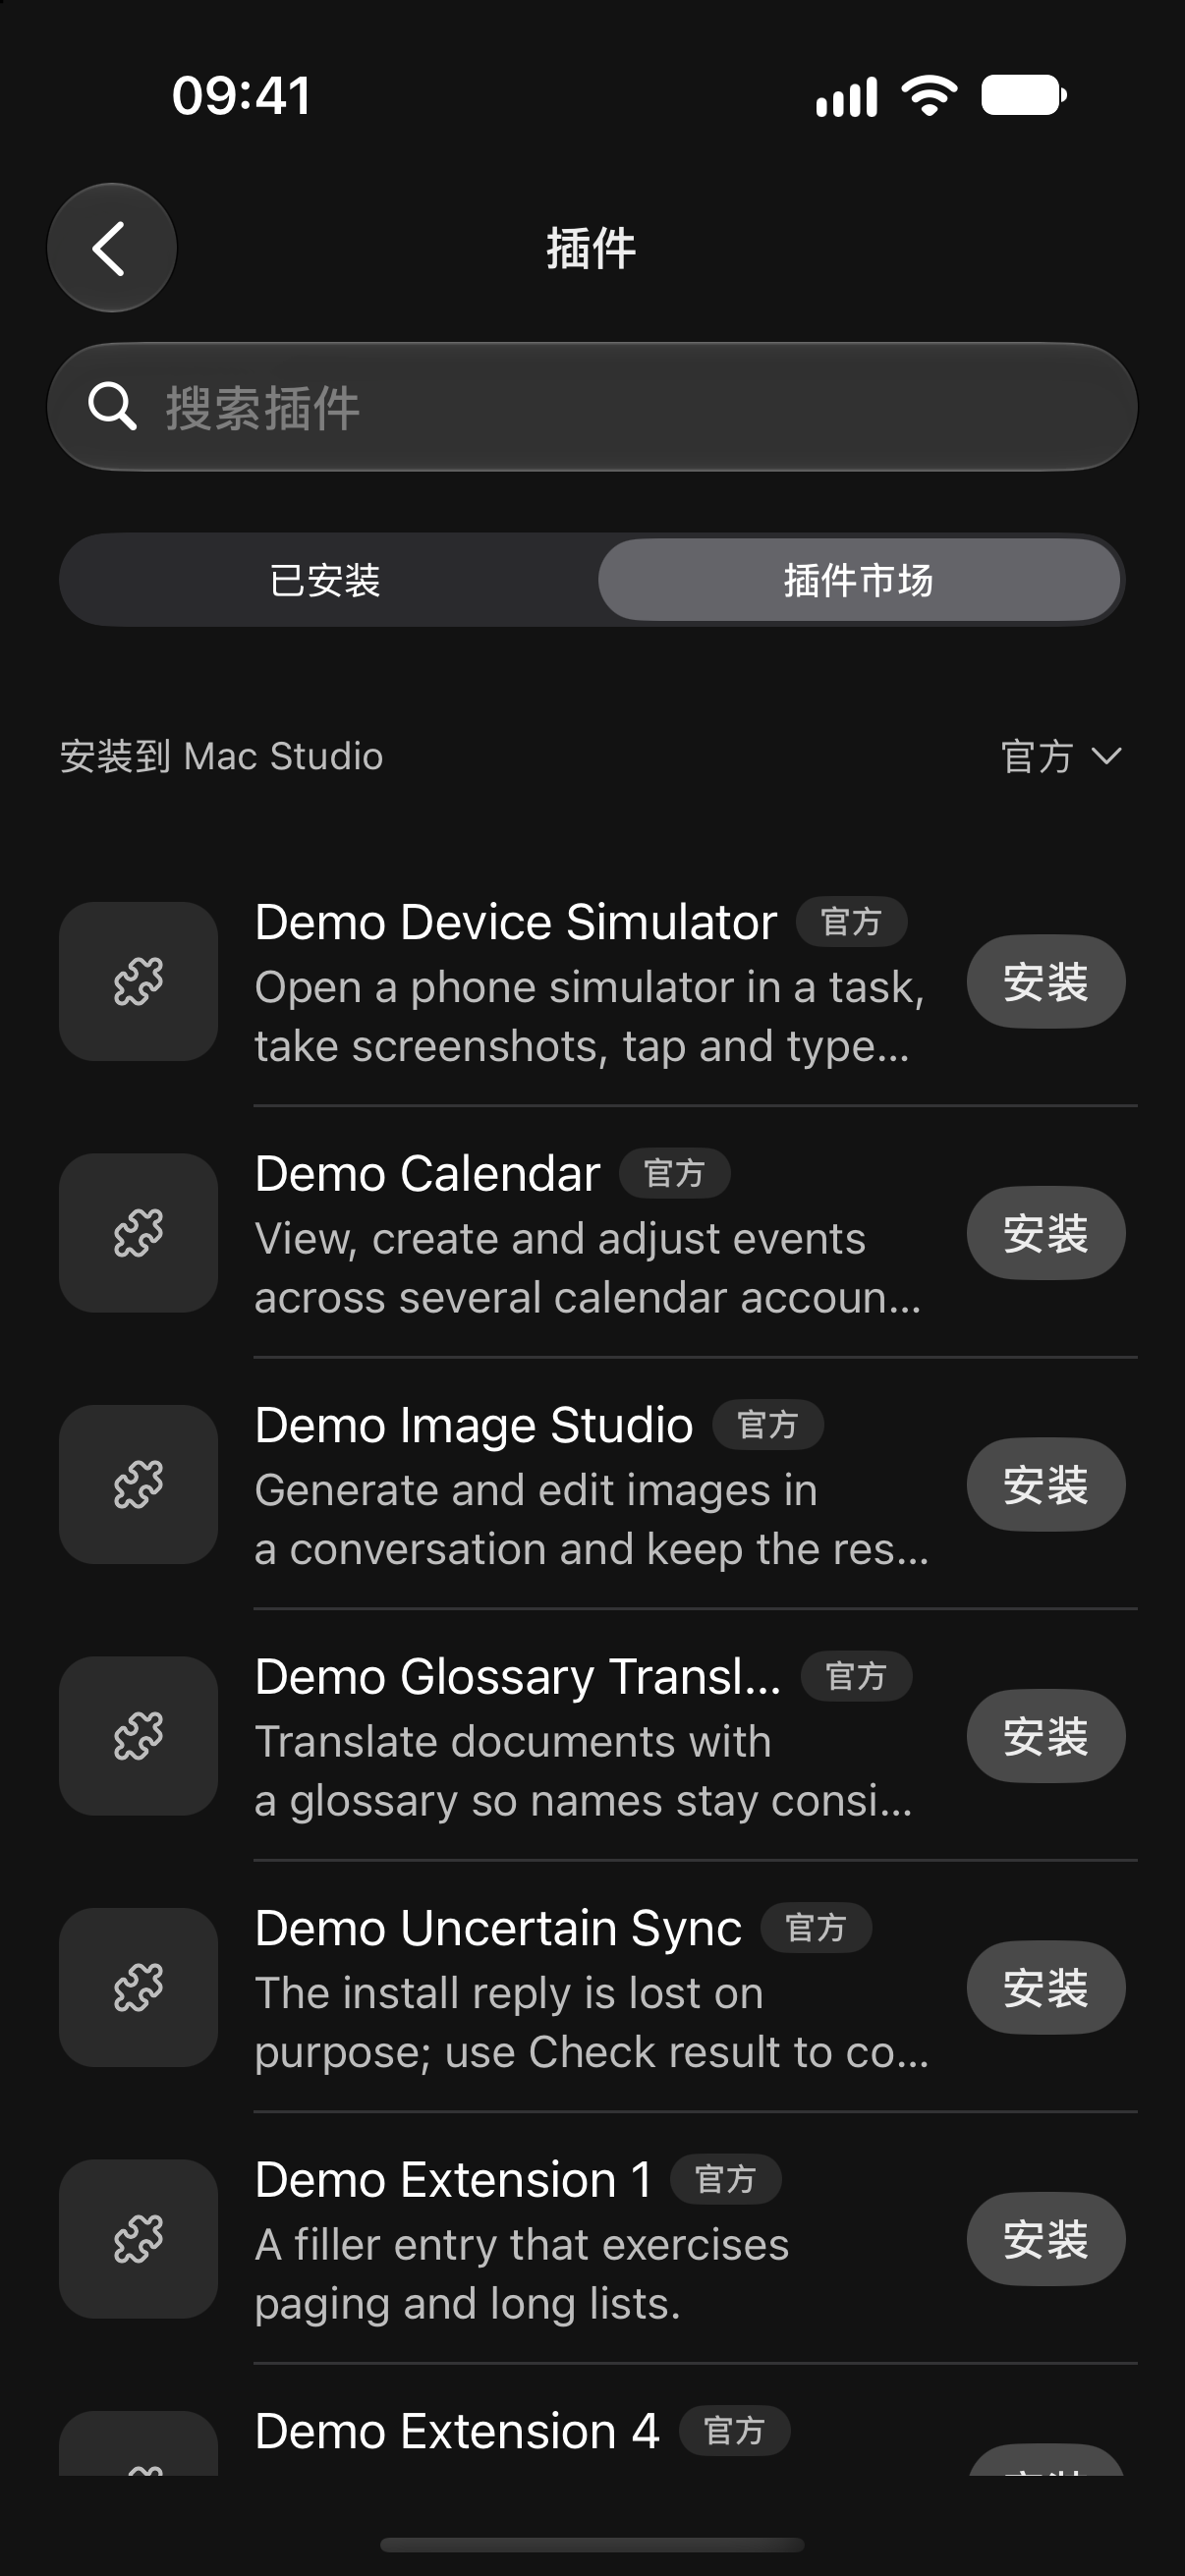 09:41
插件
搜索插件
已安装
插件市场
安装到 Mac Studio
官方
Demo Device Simulator 官方
Open a phone simulator in a task,
take screenshots, tap and type...
安装
Demo Calendar 官方
View, create and adjust events
across several calendar accoun...
安装
Demo Image Studio 官方
Generate and edit images in
a conversation and keep the res...
安装
Demo Glossary Transl... 官方
Translate documents with
a glossary so names stay consi...
安装
Demo Uncertain Sync 官方
The install reply is lost on
purpose; use Check result to co...
安装
Demo Extension 1 官方
A filler entry that exercises
paging and long lists.
安装
Demo Extension 4 官方